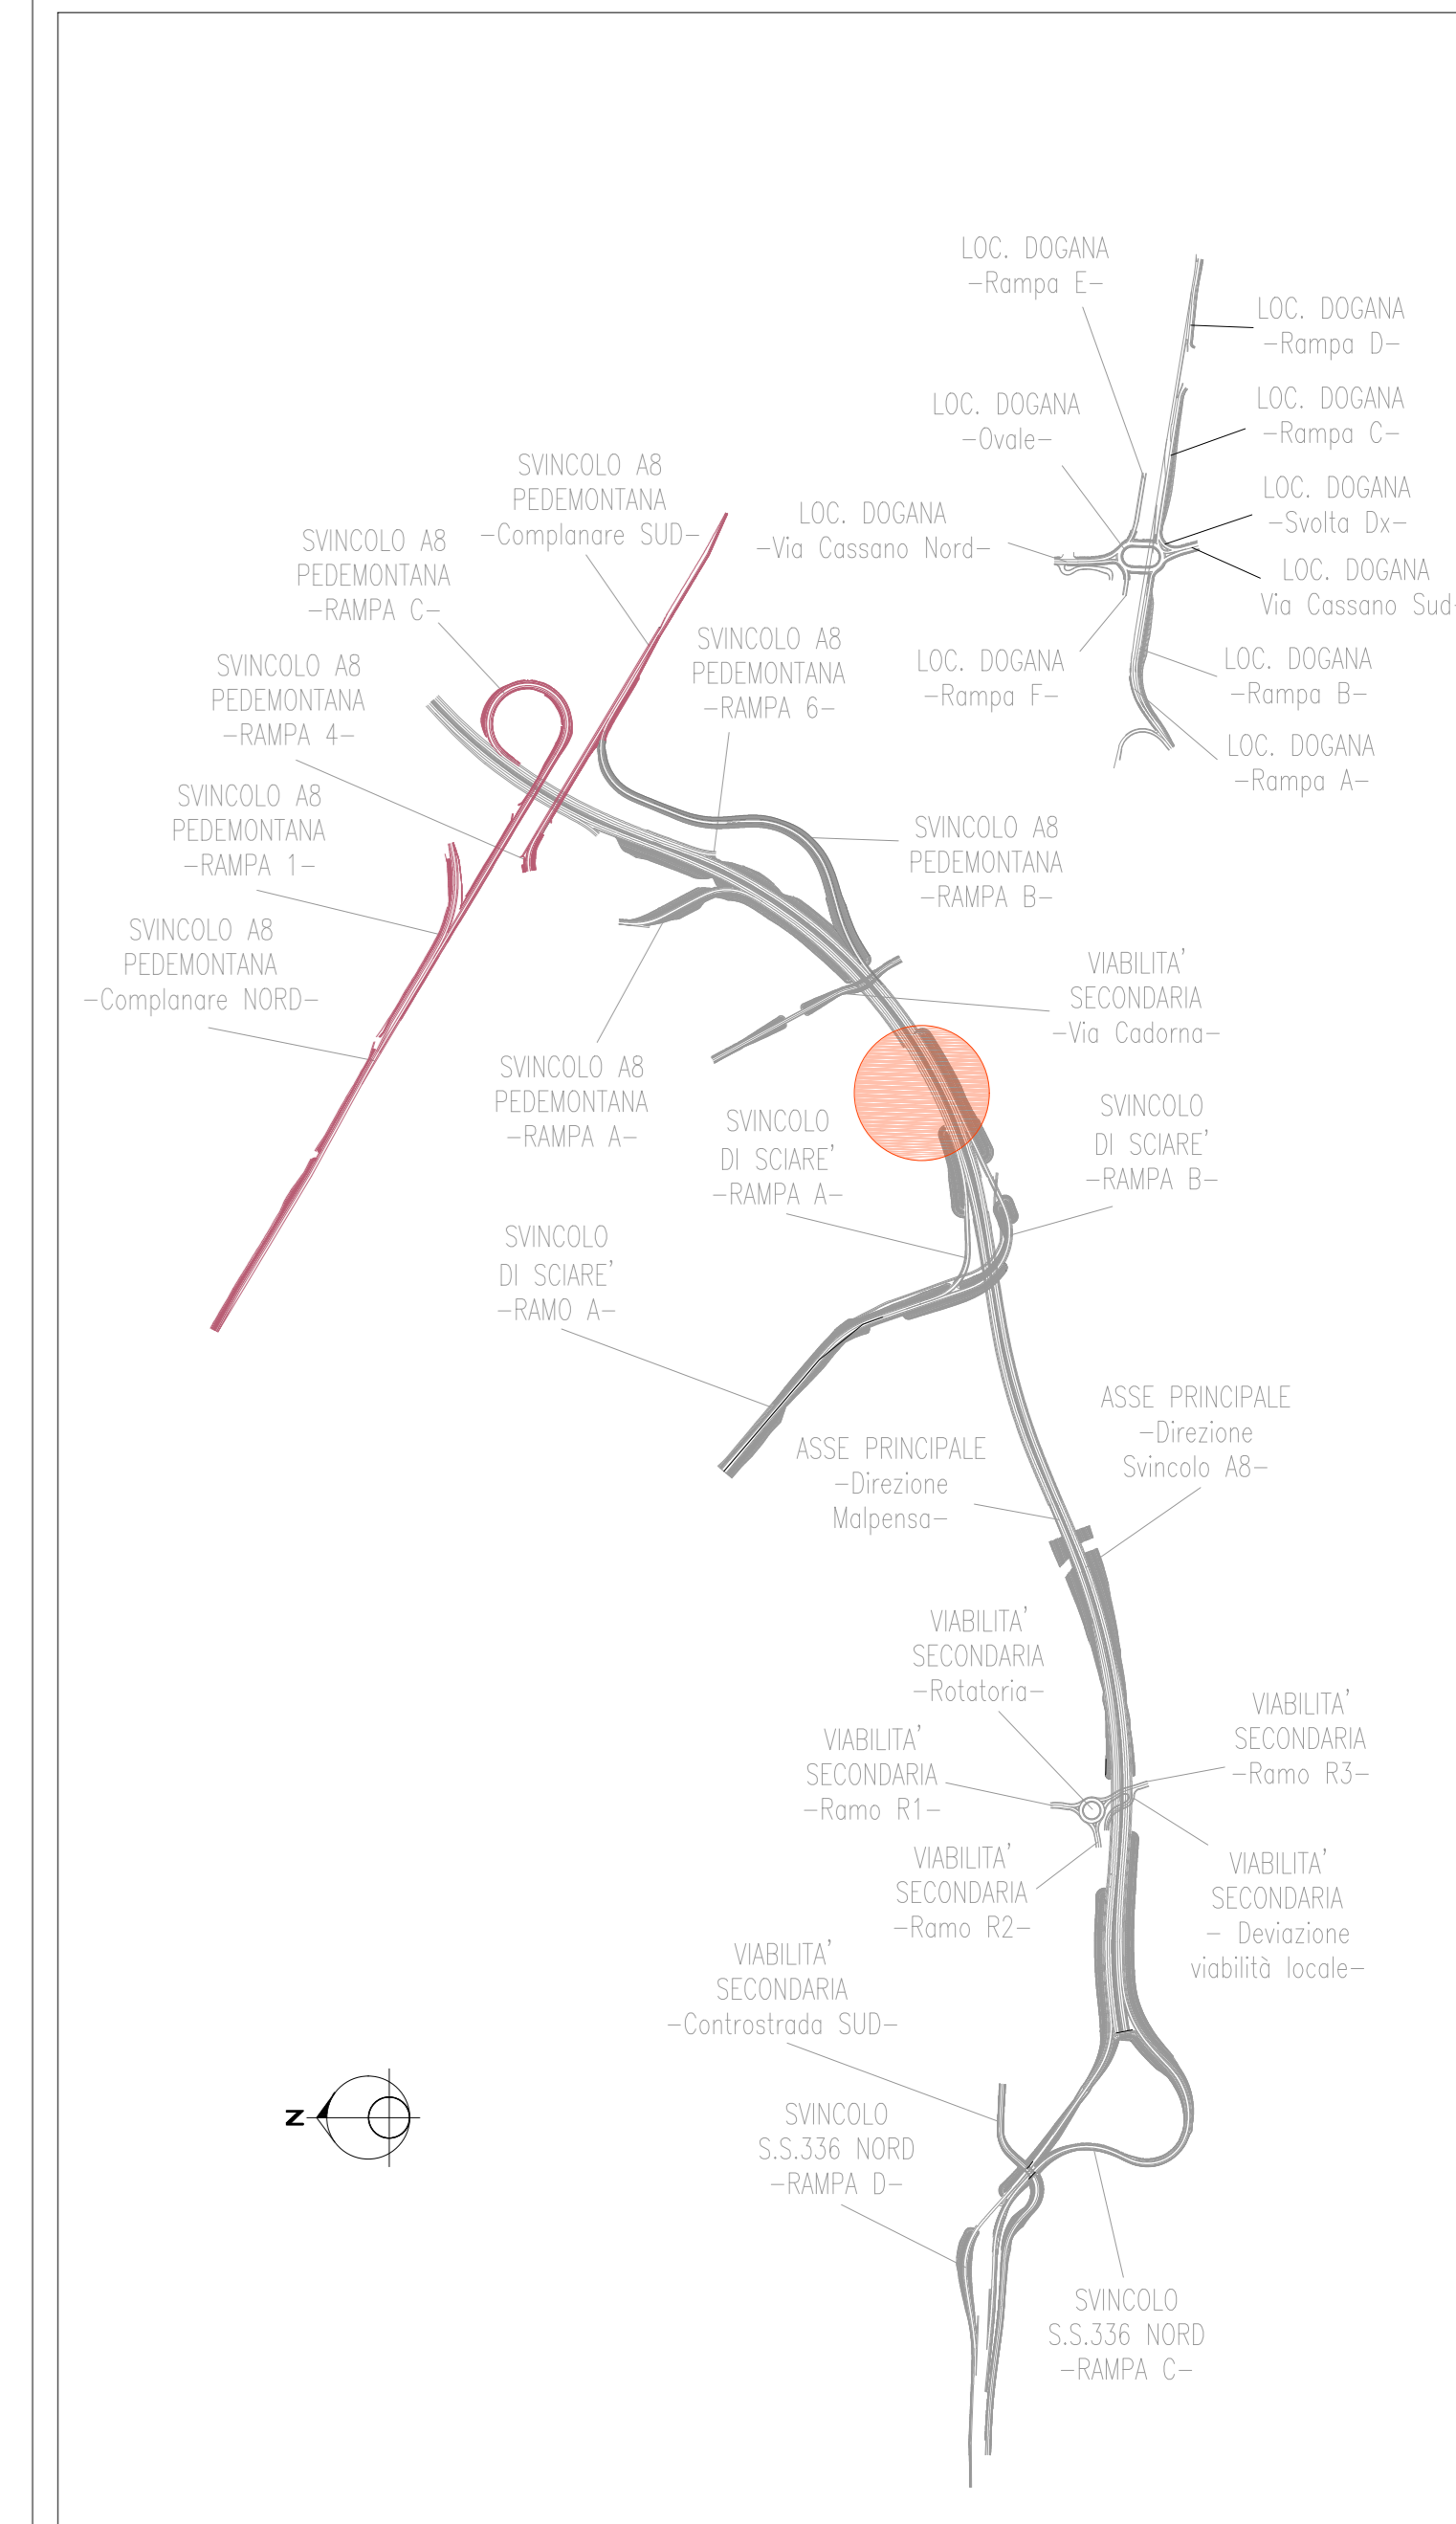 LOC. DOGANA
-Rampa E-
LOC. DOGANA
-Rampa D-
LOC. DOGANA
-Ovale-
LOC. DOGANA
-Rampa C-
SVINCOLO A8
PEDEMONTANA
-Complanare SUD-
LOC. DOGANA
-Svolta Dx-
LOC. DOGANA
-Via Cassano Nord-
SVINCOLO A8
PEDEMONTANA
-RAMPA C-
LOC. DOGANA
Via Cassano Sud-
SVINCOLO A8
PEDEMONTANA
-RAMPA 6-
LOC. DOGANA
-Rampa F-
LOC. DOGANA
-Rampa B-
SVINCOLO A8
PEDEMONTANA
-RAMPA 4-
LOC. DOGANA
-Rampa A-
SVINCOLO A8
PEDEMONTANA
-RAMPA 1-
SVINCOLO A8
PEDEMONTANA
-RAMPA B-
SVINCOLO A8
PEDEMONTANA
-Complanare NORD-
VIABILITA'
SECONDARIA
-Via Cadorna-
SVINCOLO A8
PEDEMONTANA
-RAMPA A-
SVINCOLO
DI SCIARE'
-RAMPA A-
SVINCOLO
DI SCIARE'
-RAMPA B-
SVINCOLO
DI SCIARE'
-RAMO A-
ASSE PRINCIPALE
-Direzione
Svincolo A8-
ASSE PRINCIPALE
-Direzione
Malpensa-
VIABILITA'
SECONDARIA
-Rotatoria-
VIABILITA'
SECONDARIA
-Ramo R3-
VIABILITA'
SECONDARIA
-Ramo R1-
VIABILITA'
SECONDARIA
-Ramo R2-
VIABILITA'
SECONDARIA
- Deviazione
viabilità locale-
VIABILITA'
SECONDARIA
-Controstrada SUD-
N
SVINCOLO
S.S.336 NORD
-RAMPA D-
SVINCOLO
S.S.336 NORD
-RAMPA C-